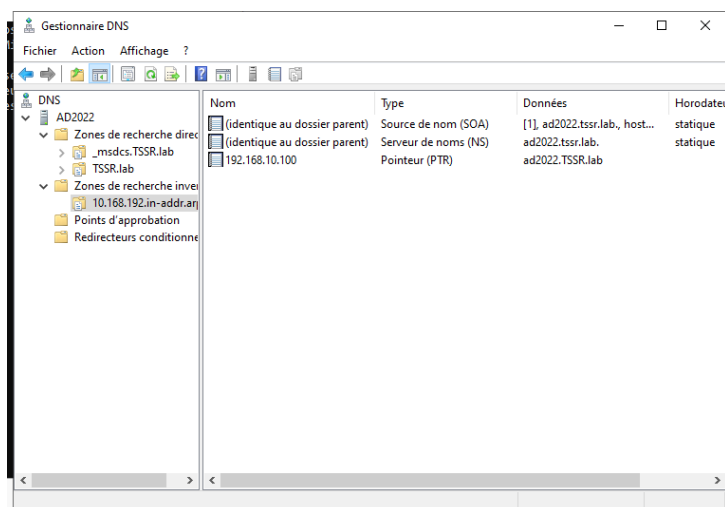 Gestionnaire DNS
Fichier Action Affichage ?
DNS
AD2022
Zones de recherche direc
_msdcs.TSSR.lab
TSSR.lab
Zones de recherche inver
10.168.192.in-addr.arp
Points d'approbation
Redirecteurs conditionne
Nom Type Données Horodateu
(identique au dossier parent) Source de nom (SOA) [1], ad2022.tssr.lab., host... statique
(identique au dossier parent) Serveur de noms (NS) ad2022.tssr.lab. statique
192.168.10.100 Pointeur (PTR) ad2022.TSSR.lab